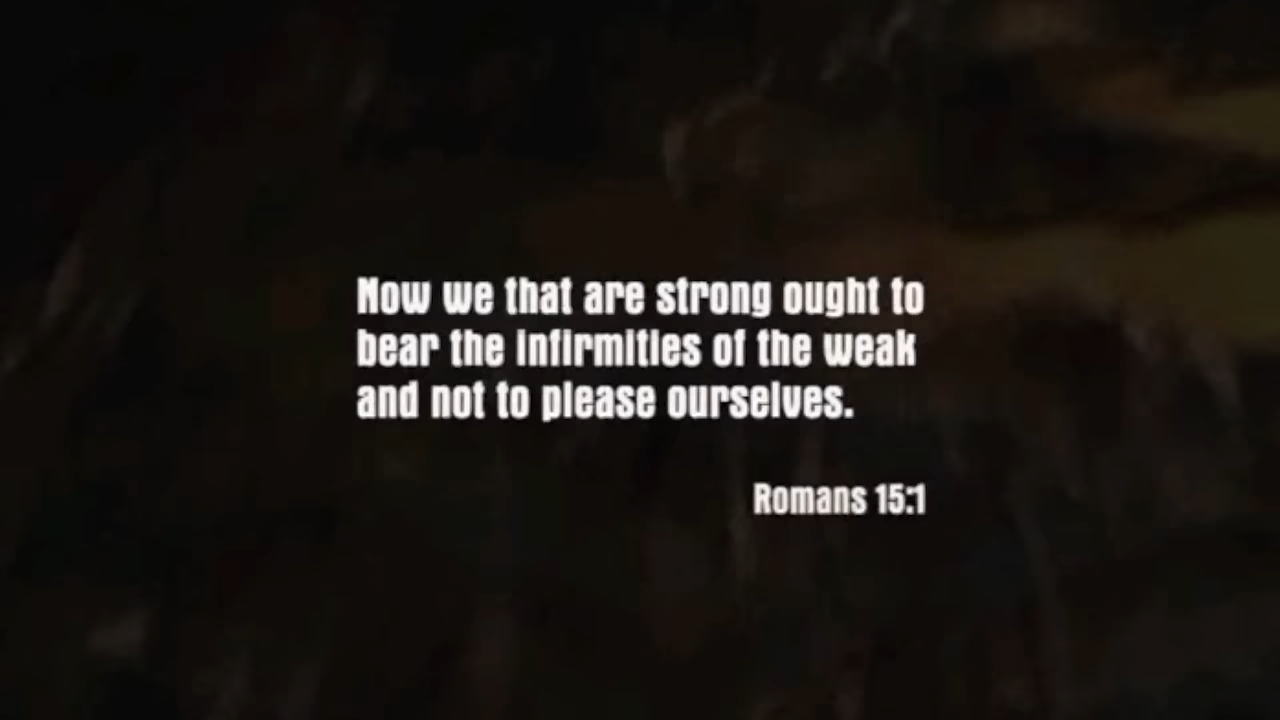 Now we that are strong ought to
bear the infirmities of the weak
and not to please ourselves.
Romans 15:1